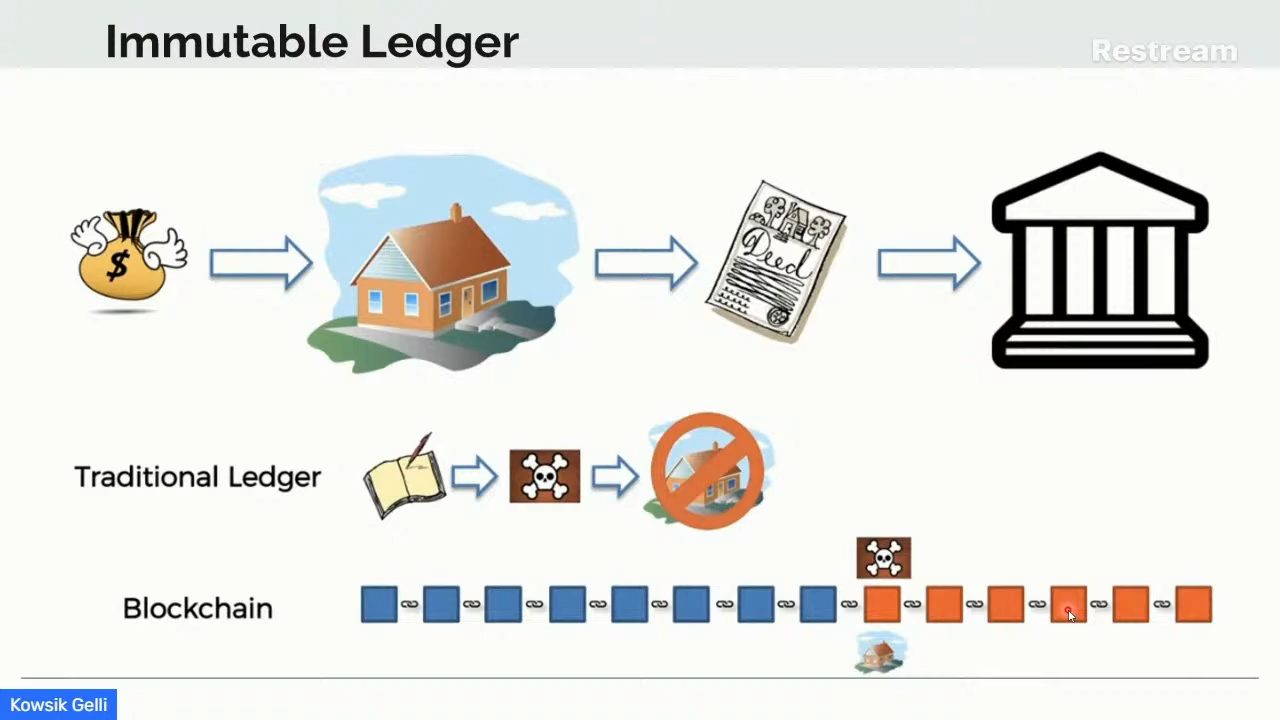 Immutable Ledger
Restream
$
Deed
Traditional Ledger
Blockchain
Kowsik Gelli